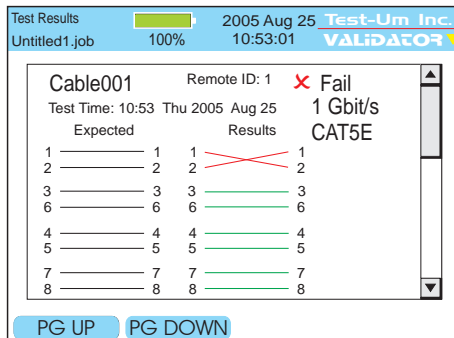 Test Results 2005 Aug 25 Test-Um Inc.
Untitled1.job 100% 10:53:01 VALiDATOR
Cable001 Remote ID: 1 Fail
Test Time: 10:53 Thu 2005 Aug 25 1 Gbit/s
Expected Results CAT5E
1 1 1 1
2 2 2 2
3 3 3 3
6 6 6 6
4 4 4 4
5 5 5 5
7 7 7 7
8 8 8 8
PG UP PG DOWN